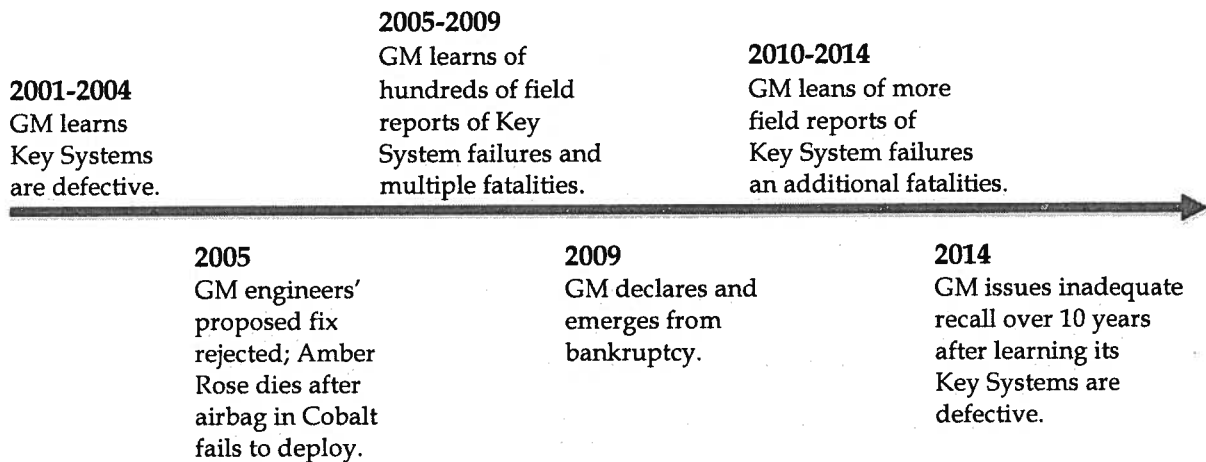 2001-2004
GM learns
Key Systems
are defective.
2005
GM engineers'
proposed fix
rejected; Amber
Rose dies after
airbag in Cobalt
fails to deploy.
2005-2009
GM learns of
hundreds of field
reports of Key
System failures and
multiple fatalities.
2009
GM declares and
emerges from
bankruptcy.
2010-2014
GM leans of more
field reports of
Key System failures
an additional fatalities.
2014
GM issues inadequate
recall over 10 years
after learning its
Key Systems are
defective.